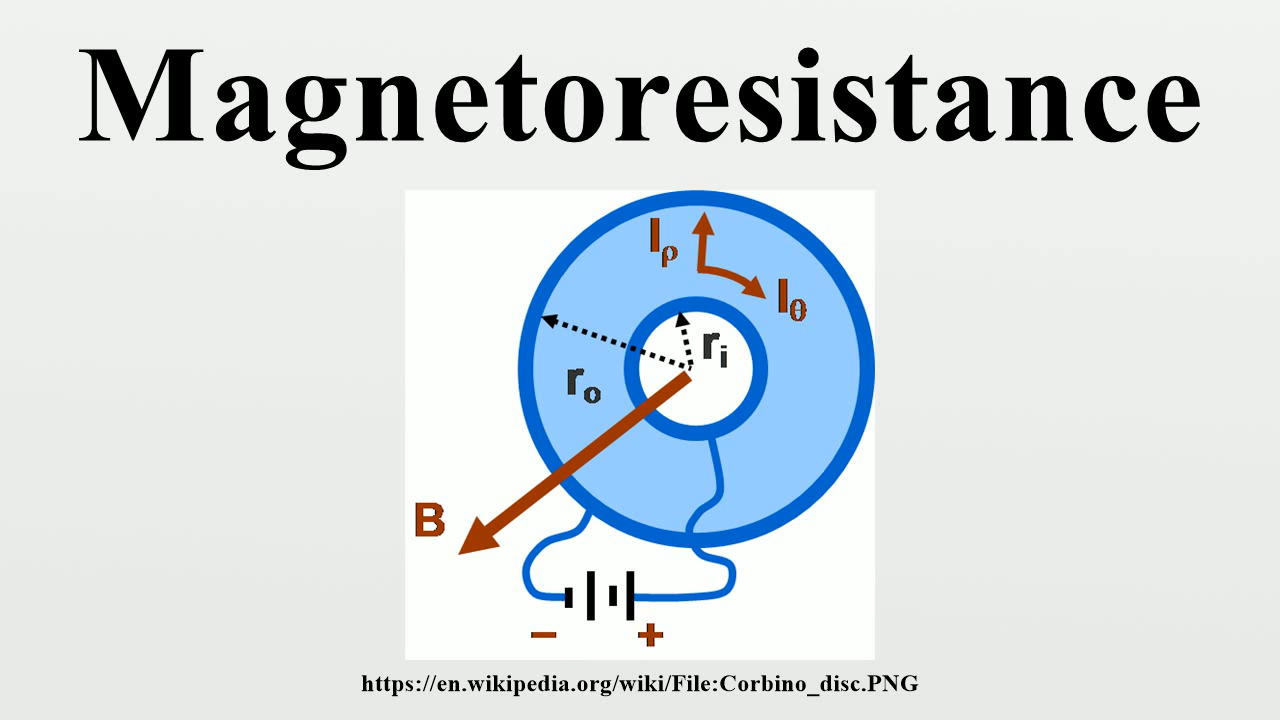 Magnetoresistance
Iρ
Iθ
ri
ro
B
− +
https://en.wikipedia.org/wiki/File:Corbino_disc.PNG